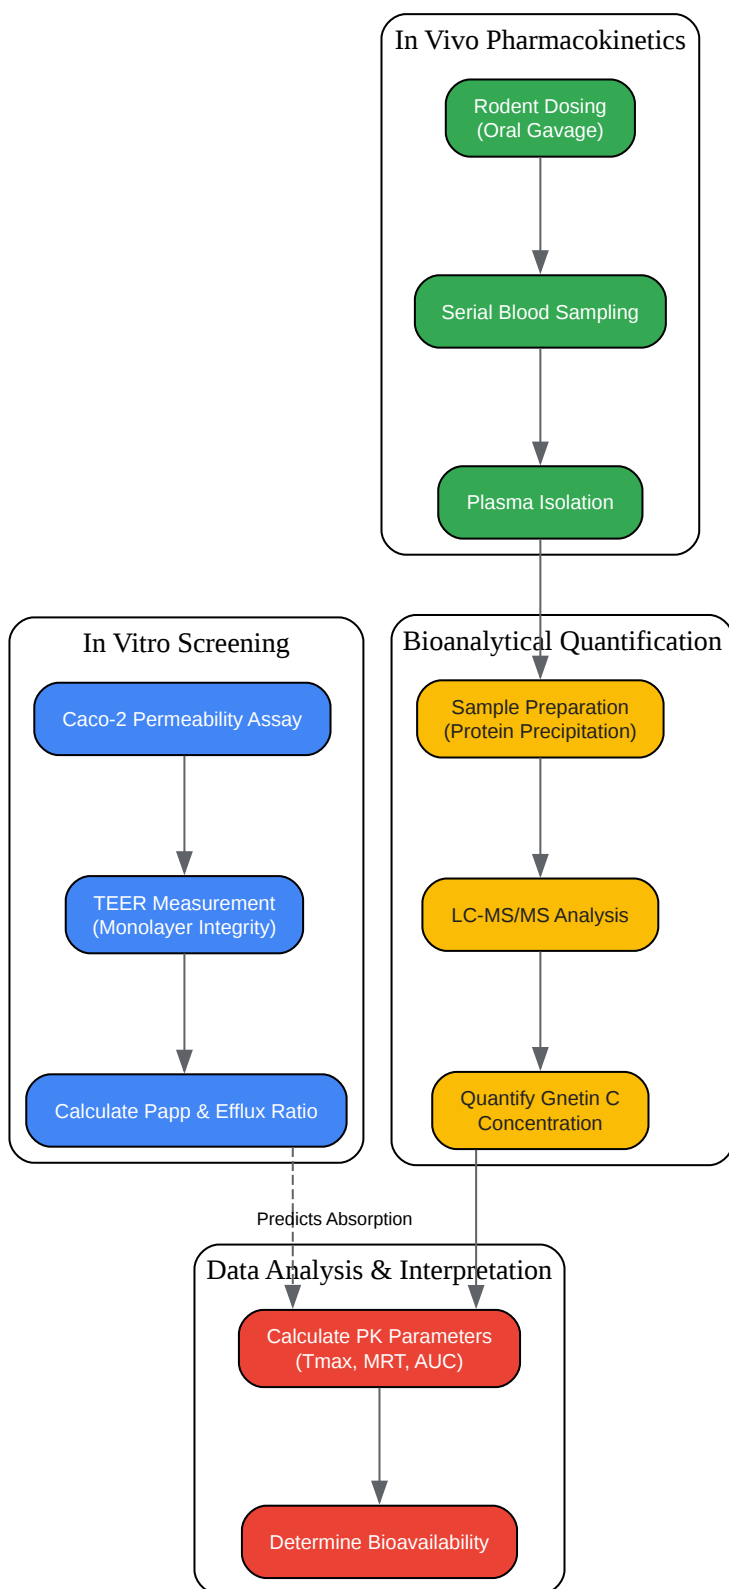 In Vivo Pharmacokinetics
Rodent Dosing
(Oral Gavage)
Serial Blood Sampling
Plasma Isolation
In Vitro Screening
Caco-2 Permeability Assay
TEER Measurement
(Monolayer Integrity)
Calculate Papp & Efflux Ratio
Bioanalytical Quantification
Sample Preparation
(Protein Precipitation)
LC-MS/MS Analysis
Quantify Gnetin C
Concentration
Predicts Absorption
Data Analysis & Interpretation
Calculate PK Parameters
(Tmax, MRT, AUC)
Determine Bioavailability